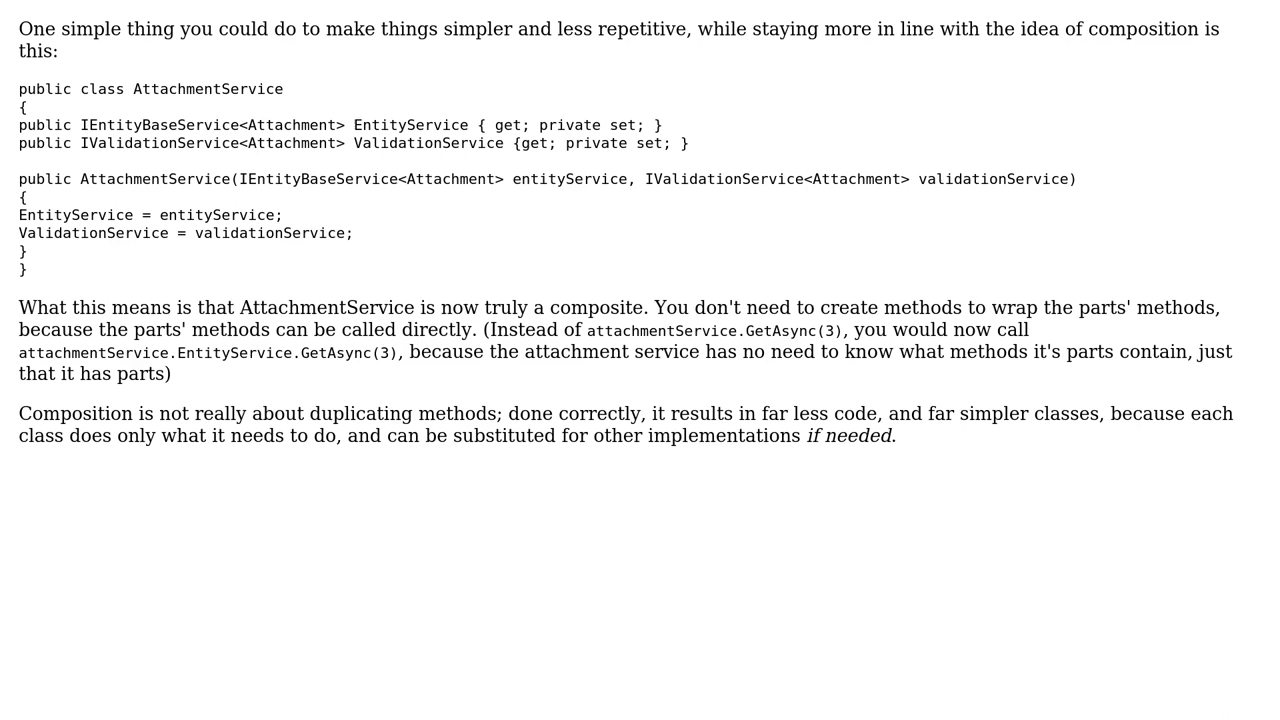 One simple thing you could do to make things simpler and less repetitive, while staying more in line with the idea of composition is
this:
public class AttachmentService
{
public IEntityBaseService<Attachment> EntityService { get; private set; }
public IValidationService<Attachment> ValidationService {get; private set; }
public AttachmentService(IEntityBaseService<Attachment> entityService, IValidationService<Attachment> validationService)
{
EntityService = entityService;
ValidationService = validationService;
}
}
What this means is that AttachmentService is now truly a composite. You don't need to create methods to wrap the parts' methods,
because the parts' methods can be called directly. (Instead of attachmentService.GetAsync(3), you would now call
attachmentService.EntityService.GetAsync(3), because the attachment service has no need to know what methods it's parts contain, just
that it has parts)
Composition is not really about duplicating methods; done correctly, it results in far less code, and far simpler classes, because each
class does only what it needs to do, and can be substituted for other implementations if needed.